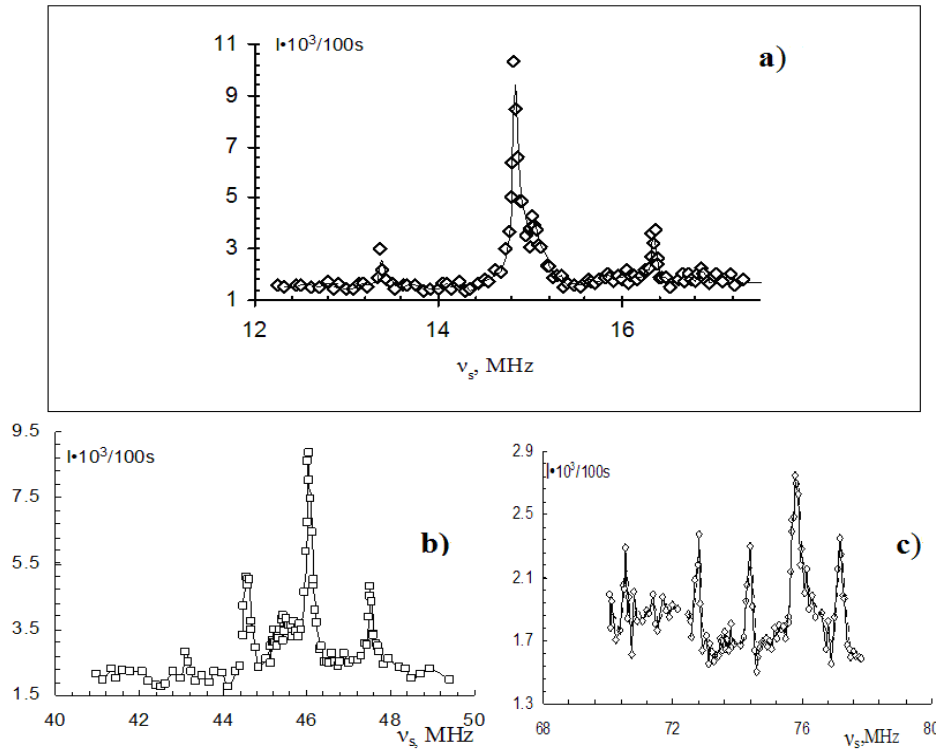 I•10³/100s
a)
11
9
7
5
3
1
12 14 16
νs, MHz
9.5
7.5
5.5
3.5
1.5
I•10³/100s
b)
40 42 44 46 48 50
νs, MHz
2.9
2.5
2.1
1.7
1.3
I•10³/100s
c)
68 72 76 80
νs,MHz